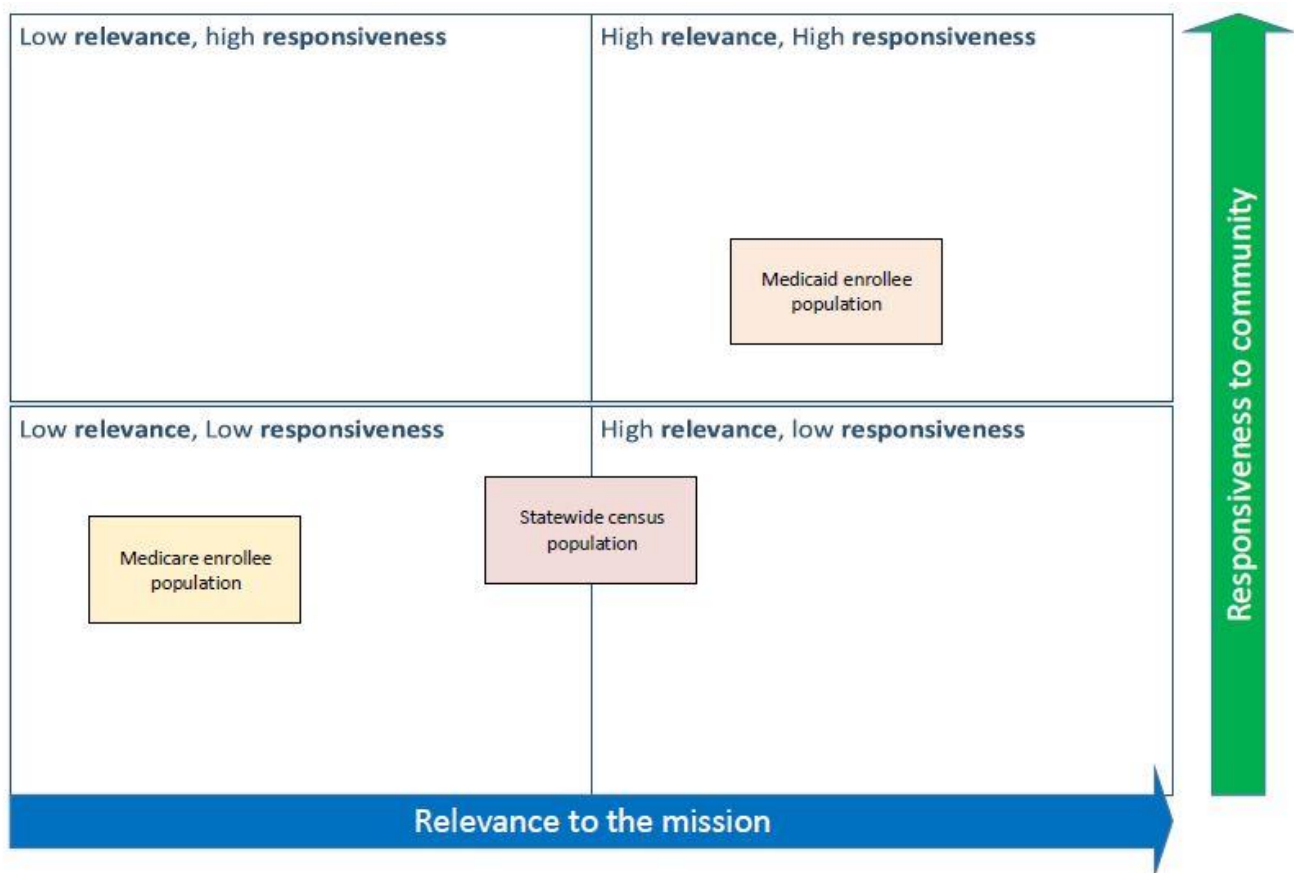 Low relevance, high responsiveness
High relevance, High responsiveness
Medicaid enrollee
population
Low relevance, Low responsiveness
High relevance, low responsiveness
Statewide census
population
Medicare enrollee
population
Relevance to the mission
Responsiveness to community